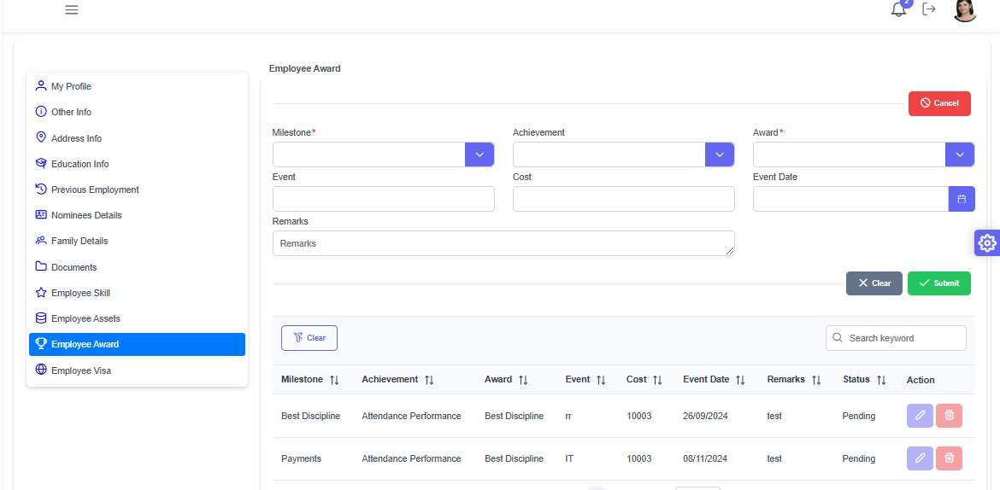 2
Employee Award
My Profile
Other Info
Address Info
Education Info
Previous Employment
Nominees Details
Family Details
Documents
Employee Skill
Employee Assets
Employee Award
Employee Visa
Cancel
Milestone* Achievement Award*
Event Cost Event Date
Remarks
Remarks
Clear Submit
Clear Search keyword
Milestone Achievement Award Event Cost Event Date Remarks Status Action
Best Discipline Attendance Performance Best Discipline rr 10003 26/09/2024 test Pending
Payments Attendance Performance Best Discipline IT 10003 08/11/2024 test Pending